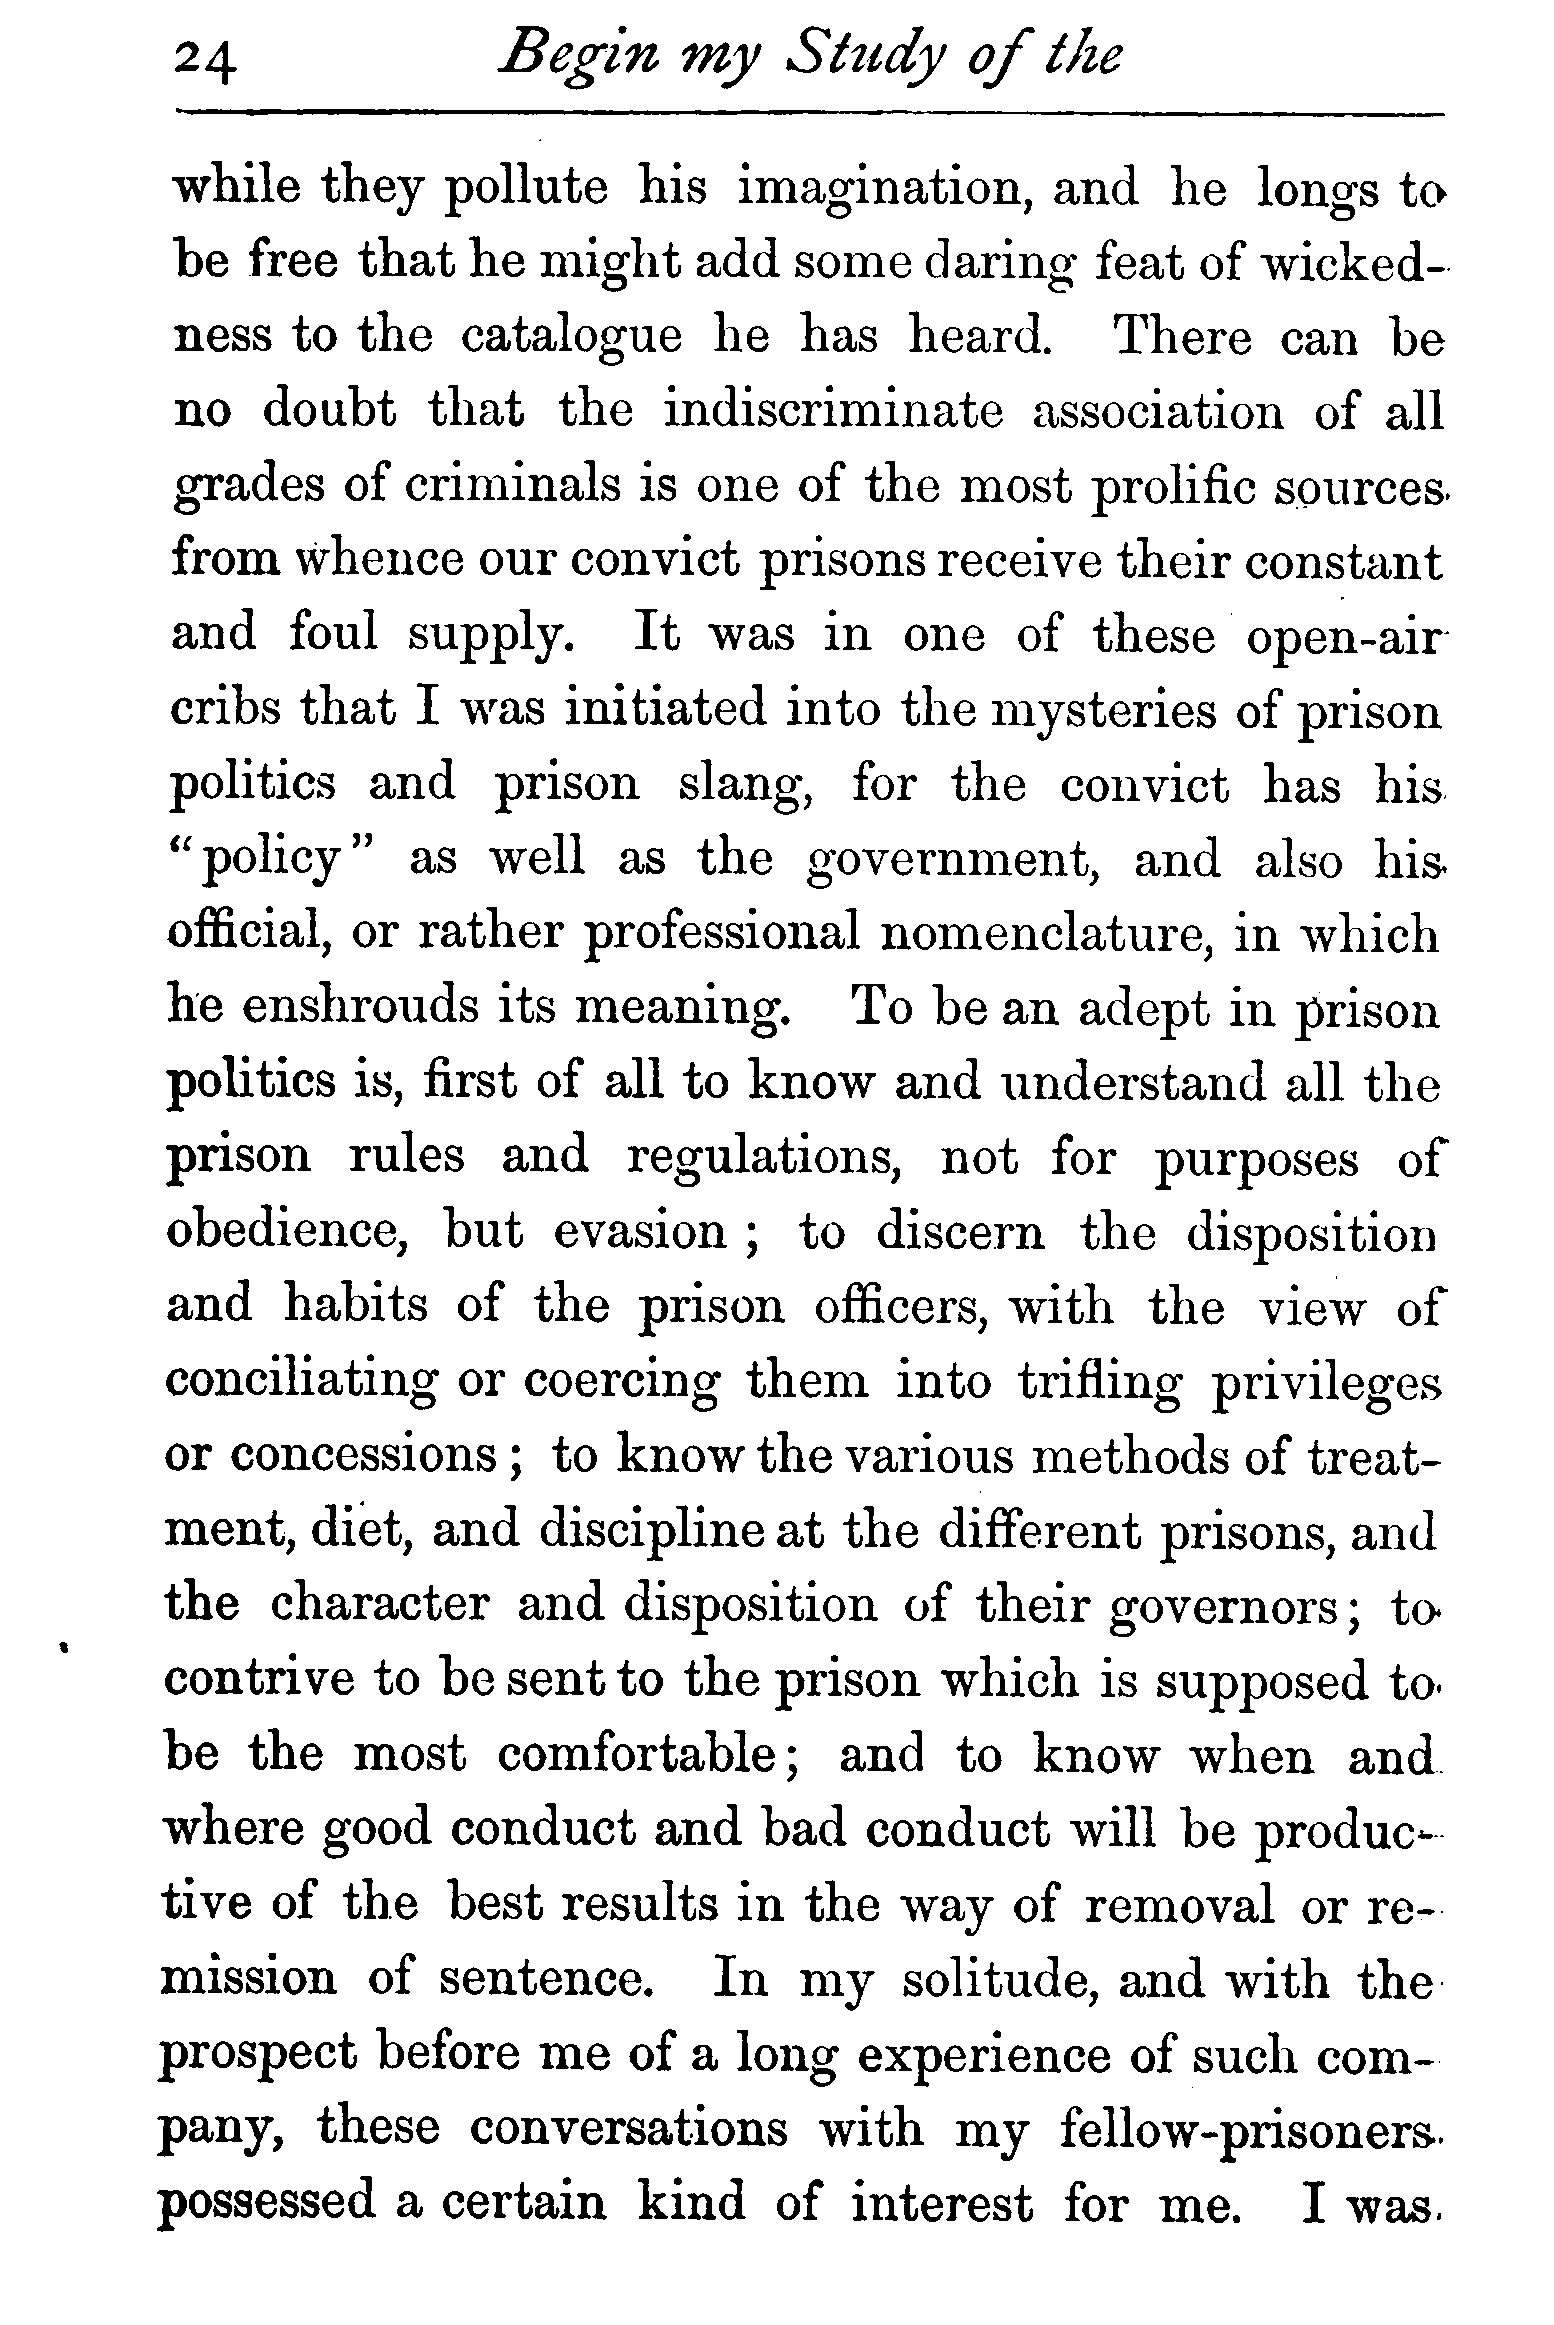 24 Begin my Study of the
while they pollute his imagination, and he longs to
be free that he might add some daring feat of wicked-
ness to the catalogue he has heard. There can be
no doubt that the indiscriminate association of all
grades of criminals is one of the most prolific sources
from whence our convict prisons receive their constant
and foul supply. It was in one of these open-air
cribs that I was initiated into the mysteries of prison
politics and prison slang, for the convict has his
“policy” as well as the government, and also his
official, or rather professional nomenclature, in which
he enshrouds its meaning. To be an adept in prison
politics is, first of all to know and understand all the
prison rules and regulations, not for purposes of
obedience, but evasion; to discern the disposition
and habits of the prison officers, with the view of
conciliating or coercing them into trifling privileges
or concessions; to know the various methods of treat-
ment, diet, and discipline at the different prisons, and
the character and disposition of their governors; to
contrive to be sent to the prison which is supposed to
be the most comfortable; and to know when and
where good conduct and bad conduct will be produc-
tive of the best results in the way of removal or re-
mission of sentence. In my solitude, and with the
prospect before me of a long experience of such com-
pany, these conversations with my fellow-prisoners
possessed a certain kind of interest for me. I was